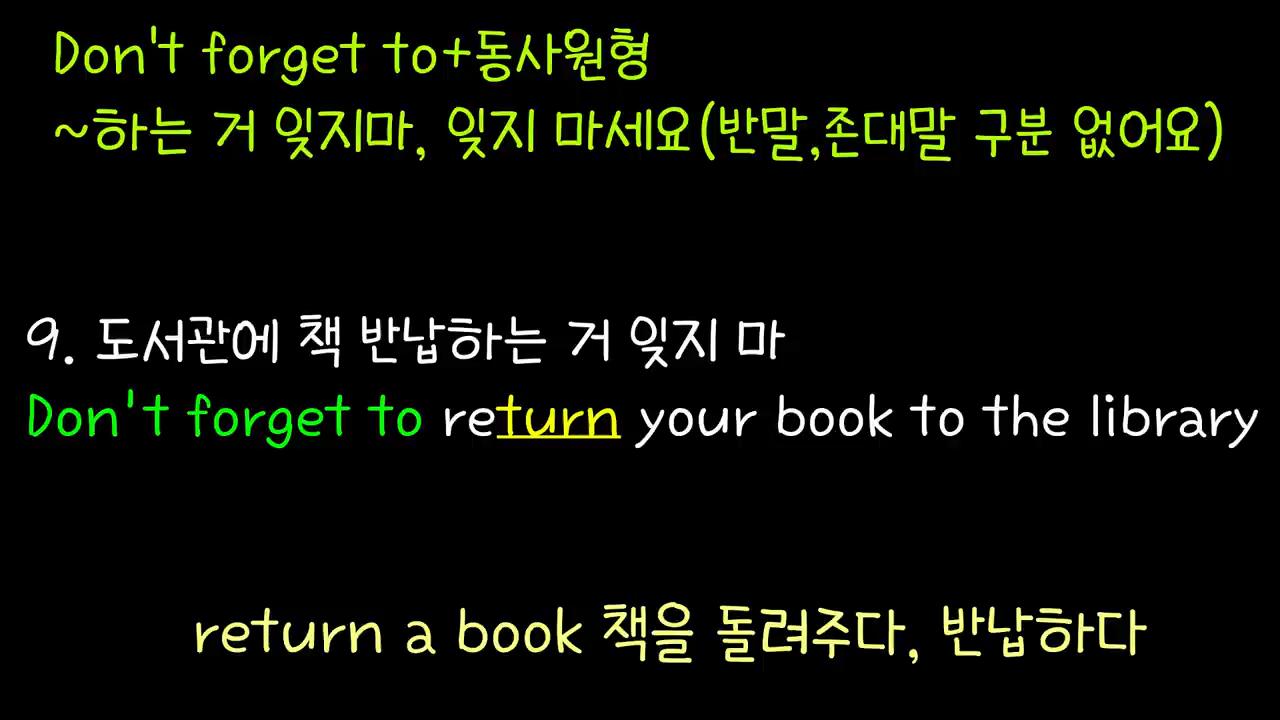 Don't forget to+동사원형
~하는 거 잊지마, 잊지 마세요(반말,존대말 구분 없어요)
9. 도서관에 책 반납하는 거 잊지 마
Don't forget to return your book to the library
return a book 책을 돌려주다, 반납하다